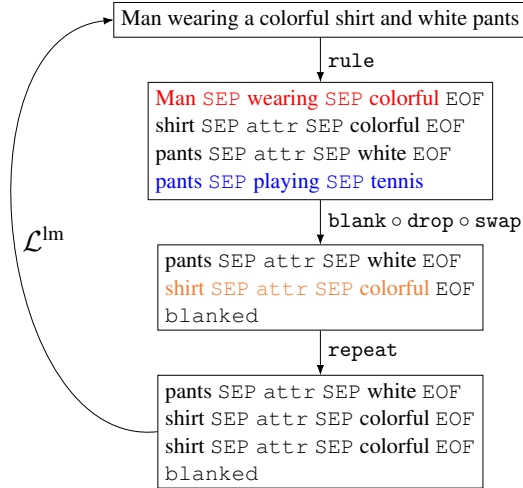 Man wearing a colorful shirt and white pants
rule
Man SEP wearing SEP colorful EOF
shirt SEP attr SEP colorful EOF
pants SEP attr SEP white EOF
pants SEP playing SEP tennis
blank ∘ drop ∘ swap
ℒlm
pants SEP attr SEP white EOF
shirt SEP attr SEP colorful EOF
blanked
repeat
pants SEP attr SEP white EOF
shirt SEP attr SEP colorful EOF
shirt SEP attr SEP colorful EOF
blanked